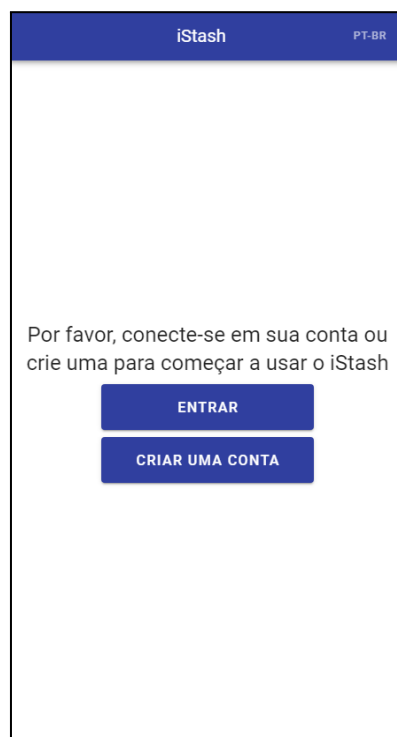 iStash
PT-BR
Por favor, conecte-se em sua conta ou
crie uma para começar a usar o iStash
ENTRAR
CRIAR UMA CONTA